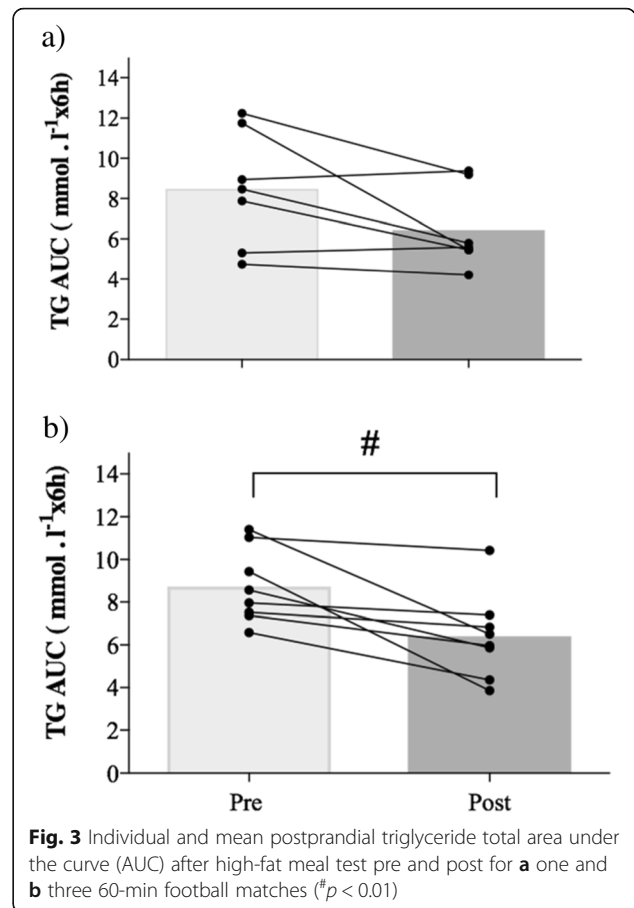 a)
TG AUC ( mmol . l⁻¹x6h)
14
12
10
8
6
4
2
0
b)
#
TG AUC ( mmol . l⁻¹x6h)
14
12
10
8
6
4
2
0
Pre Post
Fig. 3 Individual and mean postprandial triglyceride total area under
the curve (AUC) after high-fat meal test pre and post for a one and
b three 60-min football matches (#p < 0.01)